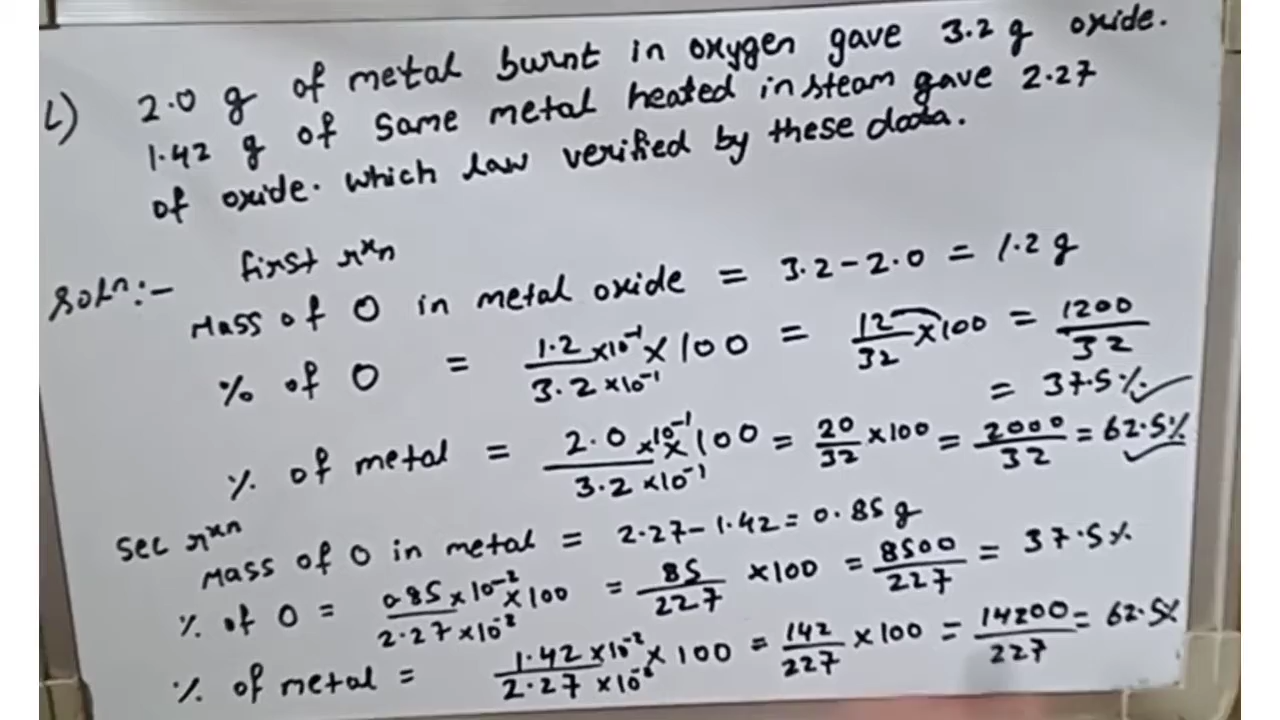 L) 2.0 g of metal burnt in oxygen gave 3.2 g oxide.
1.42 g of same metal heated in steam gave 2.27
of oxide. which law verified by these data.
Soln:- first rxn
Mass of O in metal oxide = 3.2 - 2.0 = 1.2 g
% of O = 1.2 × 10⁻¹ / 3.2 × 10⁻¹ × 100 = 12/32 × 100 = 1200/32
= 37.5%
% of metal = 2.0 × 10⁻¹ / 3.2 × 10⁻¹ × 100 = 20/32 × 100 = 2000/32 = 62.5%
Sec rxn
Mass of O in metal = 2.27 - 1.42 = 0.85 g
% of O = 0.85 × 10⁻² / 2.27 × 10⁻² × 100 = 85/227 × 100 = 8500/227 = 37.5%
% of metal = 1.42 × 10⁻² / 2.27 × 10⁻² × 100 = 142/227 × 100 = 14200/227 = 62.5%